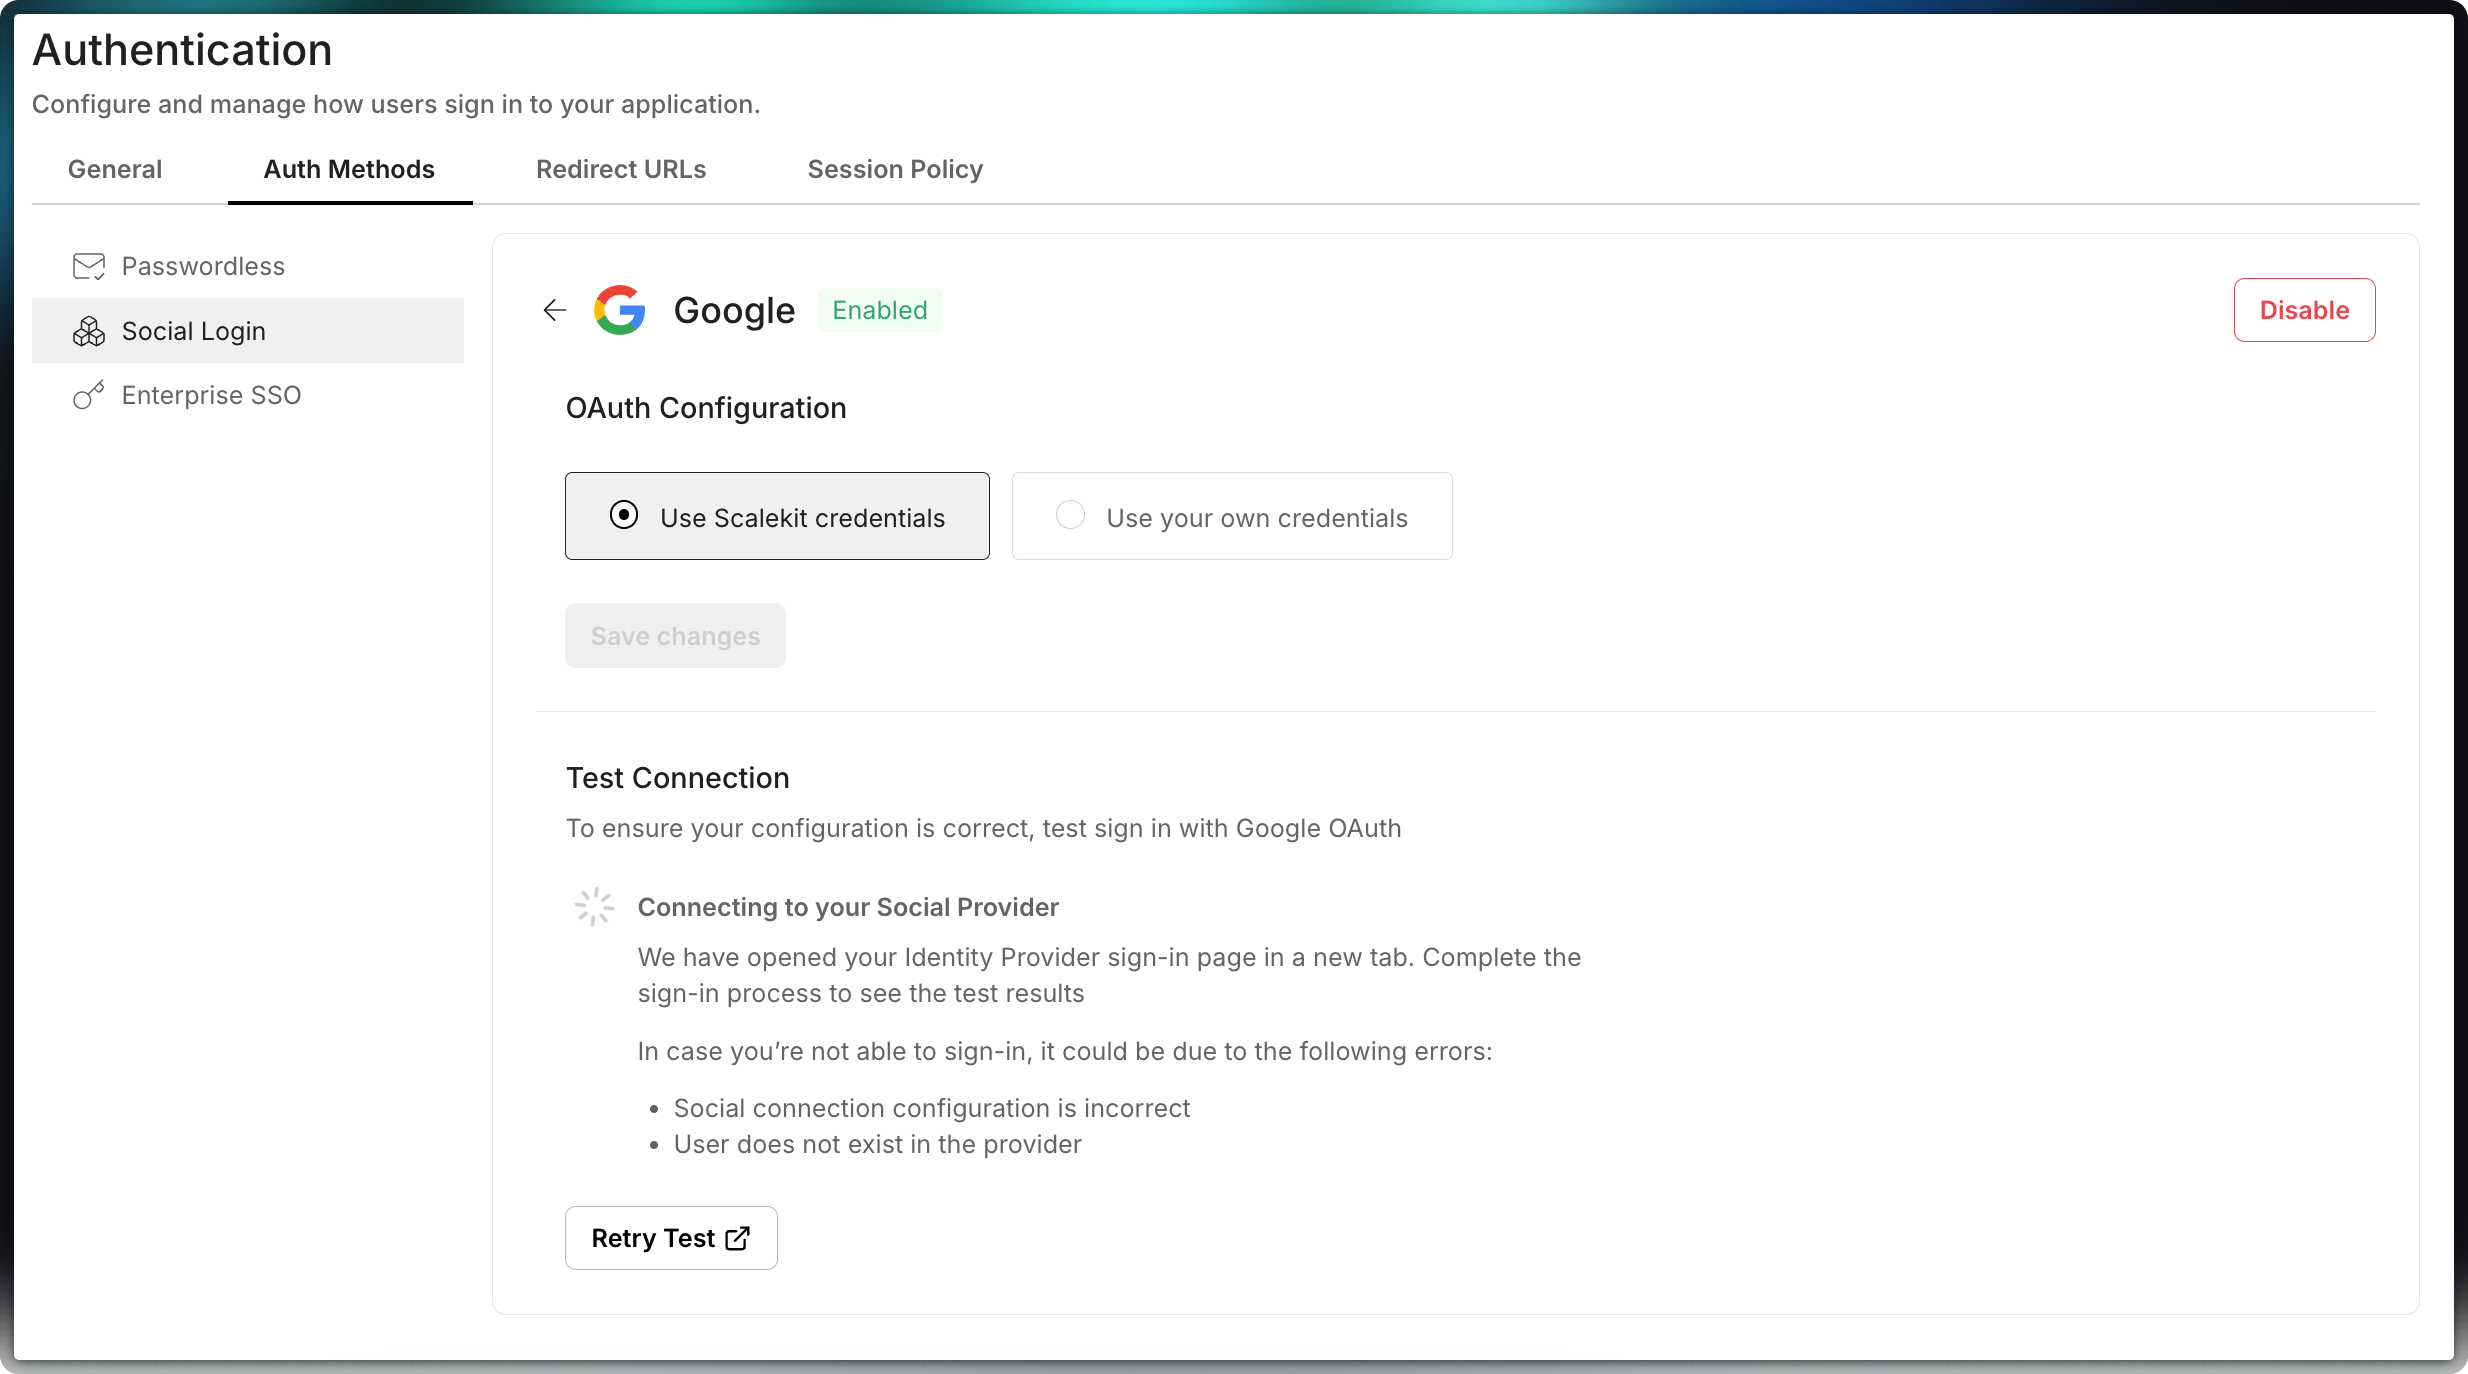 Authentication
Configure and manage how users sign in to your application.
General
Auth Methods
Redirect URLs
Session Policy
Passwordless
Social Login
Enterprise SSO
Google
Enabled
Disable
OAuth Configuration
Use Scalekit credentials
Use your own credentials
Save changes
Test Connection
To ensure your configuration is correct, test sign in with Google OAuth
Connecting to your Social Provider
We have opened your Identity Provider sign-in page in a new tab. Complete the
sign-in process to see the test results
In case you’re not able to sign-in, it could be due to the following errors:
• Social connection configuration is incorrect
• User does not exist in the provider
Retry Test